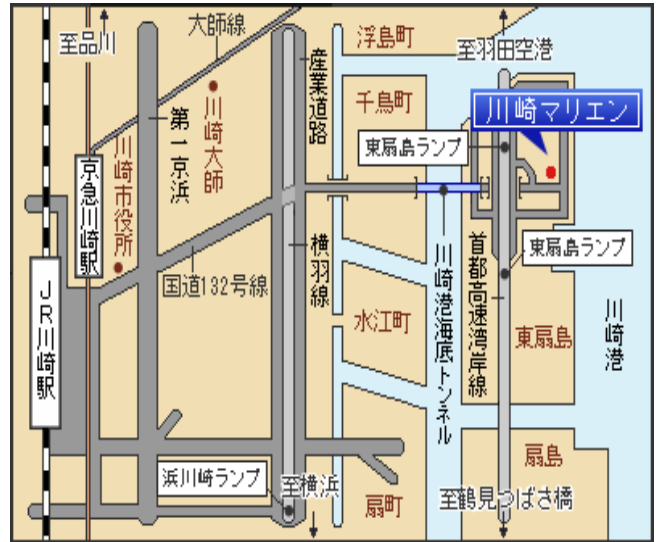 至品川
大師線
産業道路
浮島町
至羽田空港
千鳥町
川崎マリエン
川崎大師
第一京浜
東扇島ランプ
川崎市役所
京急川崎駅
国道132号線
横羽線
川崎港海底トンネル
首都高速湾岸線
東扇島ランプ
JR川崎駅
水江町
東扇島
川崎港
浜川崎ランプ
至横浜
扇町
扇島
至鶴見つばさ橋